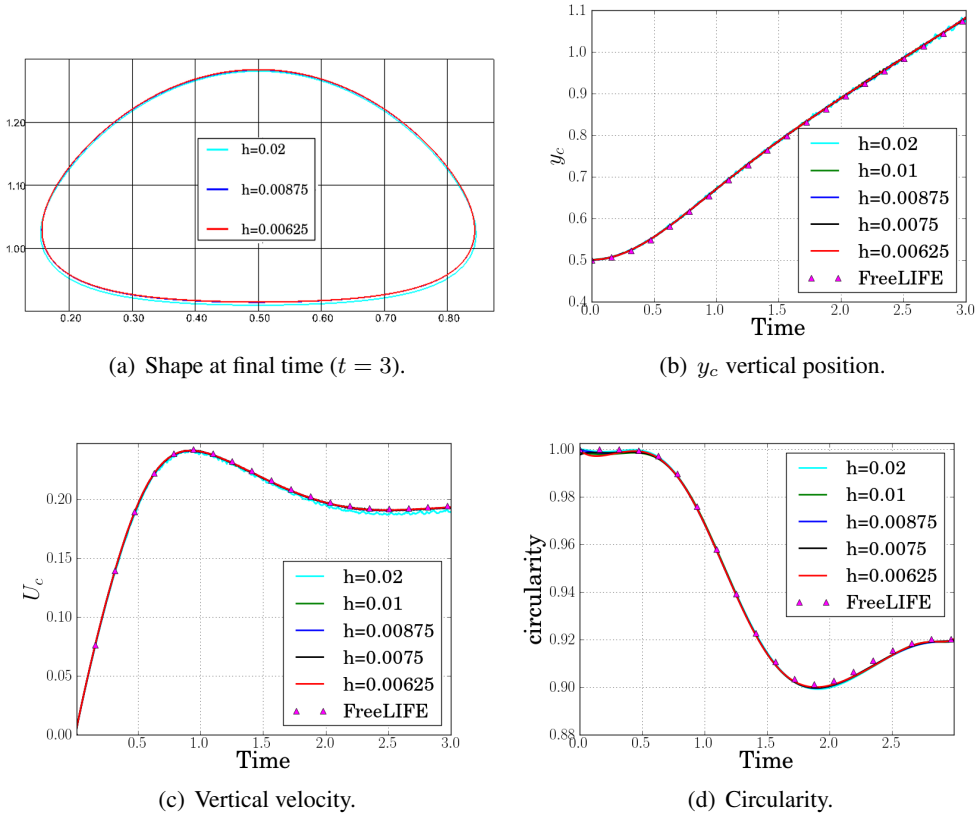 1.20
1.10
1.00
0.20 0.30 0.40 0.50 0.60 0.70 0.80
h=0.02
h=0.00875
h=0.00625
(a) Shape at final time (t = 3).
1.1
1.0
0.9
0.8
0.7
0.6
0.5
0.4
y_c
0.0 0.5 1.0 1.5 2.0 2.5 3.0
Time
h=0.02
h=0.01
h=0.00875
h=0.0075
h=0.00625
FreeLIFE
(b) y_c vertical position.
0.20
0.15
0.10
0.05
0.00
U_c
0.5 1.0 1.5 2.0 2.5 3.0
Time
h=0.02
h=0.01
h=0.00875
h=0.0075
h=0.00625
FreeLIFE
(c) Vertical velocity.
1.00
0.98
0.96
0.94
0.92
0.90
0.88
circularity
0.0 0.5 1.0 1.5 2.0 2.5
Time
h=0.02
h=0.01
h=0.00875
h=0.0075
h=0.00625
FreeLIFE
(d) Circularity.